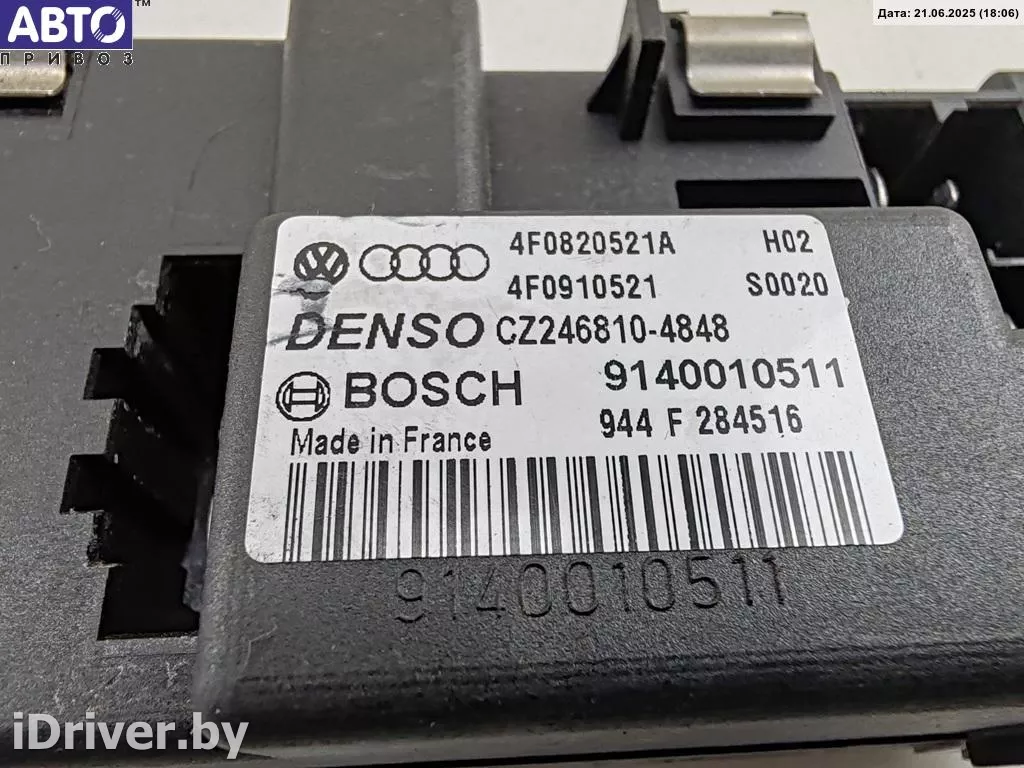 АВТО™
ПРИВОЗ
Дата: 21.06.2025 (18:06)
4F0820521A H02
4F0910521 S0020
DENSO CZ246810-4848
BOSCH 9140010511
Made in France 944 F 284516
9140010511
iDriver.by